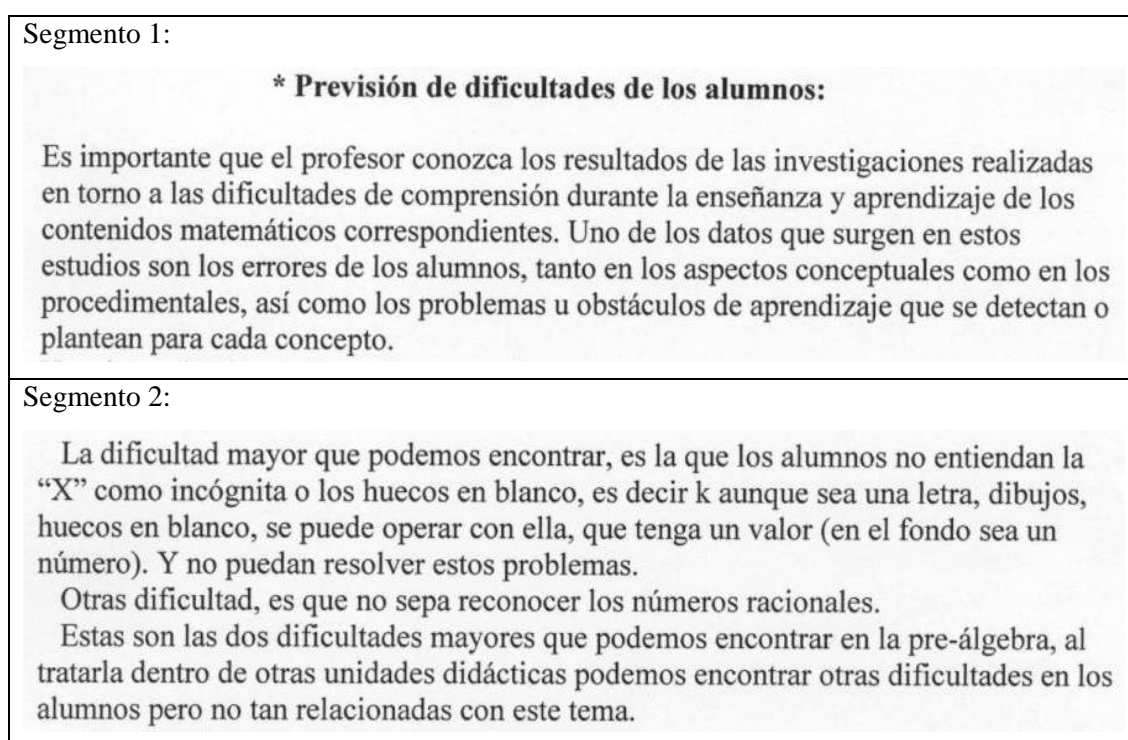 Segmento 1:
* Previsión de dificultades de los alumnos:
Es importante que el profesor conozca los resultados de las investigaciones realizadas
en torno a las dificultades de comprensión durante la enseñanza y aprendizaje de los
contenidos matemáticos correspondientes. Uno de los datos que surgen en estos
estudios son los errores de los alumnos, tanto en los aspectos conceptuales como en los
procedimentales, así como los problemas u obstáculos de aprendizaje que se detectan o
plantean para cada concepto.
Segmento 2:
La dificultad mayor que podemos encontrar, es la que los alumnos no entiendan la
“X” como incógnita o los huecos en blanco, es decir k aunque sea una letra, dibujos,
huecos en blanco, se puede operar con ella, que tenga un valor (en el fondo sea un
número). Y no puedan resolver estos problemas.
Otras dificultad, es que no sepa reconocer los números racionales.
Estas son las dos dificultades mayores que podemos encontrar en la pre-álgebra, al
tratarla dentro de otras unidades didácticas podemos encontrar otras dificultades en los
alumnos pero no tan relacionadas con este tema.